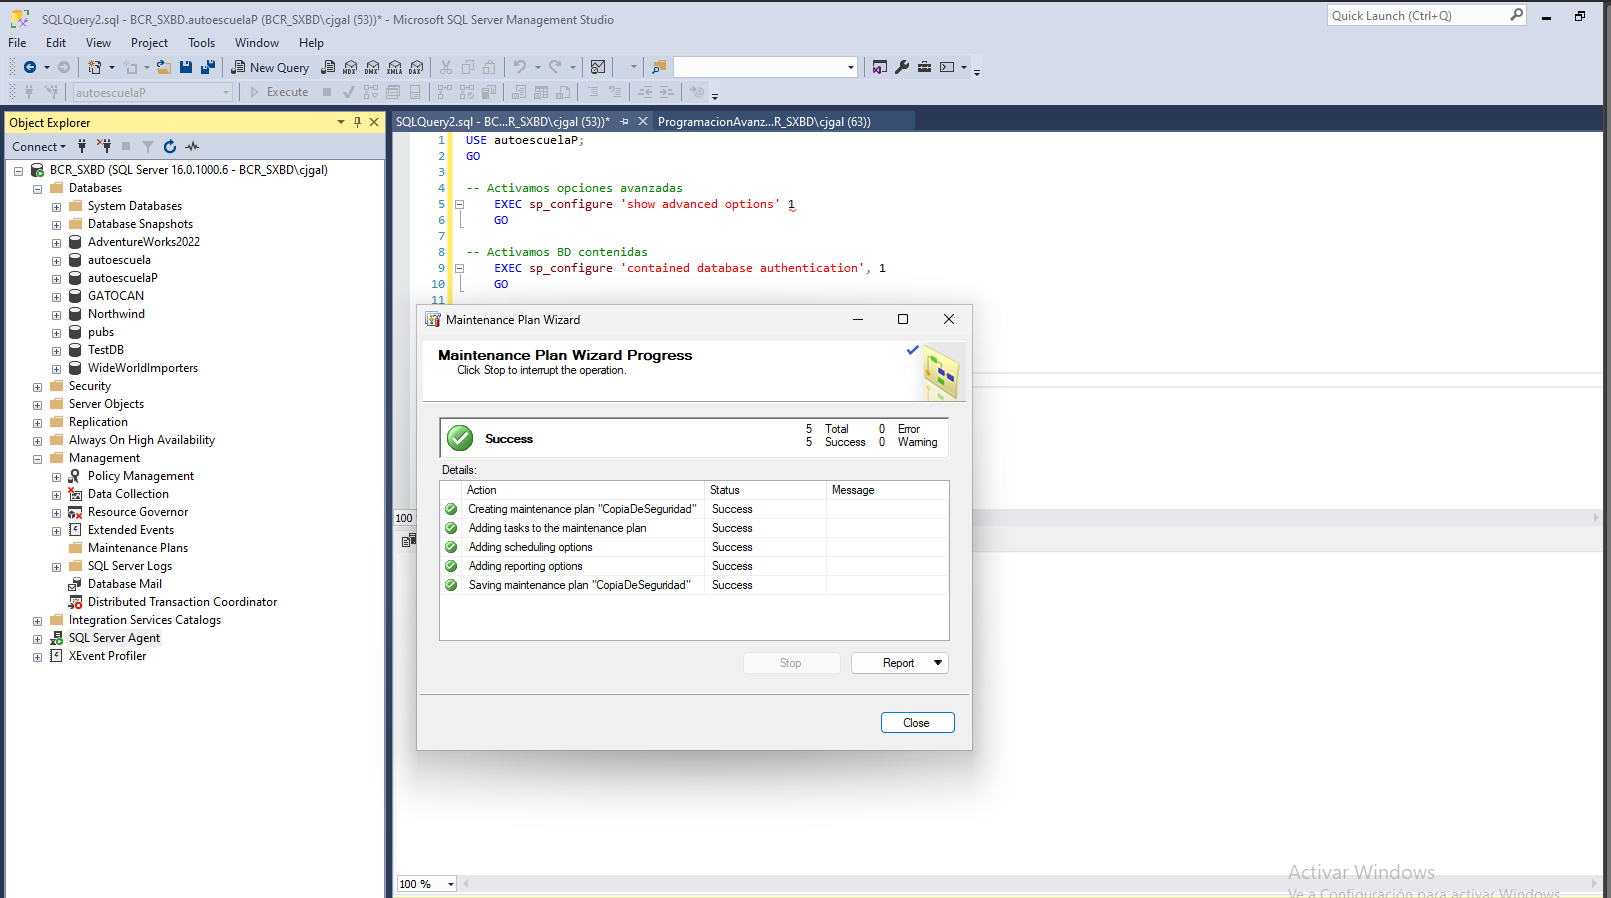 SQLQuery2.sql - BCR_SXBD.autoescuelaP (BCR_SXBD\cjgal (53))* - Microsoft SQL Server Management Studio
Quick Launch (Ctrl+Q)
File Edit View Project Tools Window Help
New Query MDX DMX XMLA DAX
autoescuelaP Execute
Object Explorer
SQLQuery2.sql - BC...R_SXBD\cjgal (53))* ProgramacionAvanz...R_SXBD\cjgal (63))
Connect
BCR_SXBD (SQL Server 16.0.1000.6 - BCR_SXBD\cjgal)
Databases
System Databases
Database Snapshots
AdventureWorks2022
autoescuela
autoescuelaP
GATOCAN
Northwind
pubs
TestDB
WideWorldImporters
Security
Server Objects
Replication
Always On High Availability
Management
Policy Management
Data Collection
Resource Governor
Extended Events
Maintenance Plans
SQL Server Logs
Database Mail
Distributed Transaction Coordinator
Integration Services Catalogs
SQL Server Agent
XEvent Profiler
1 USE autoescuelaP;
2 GO
3
4 -- Activamos opciones avanzadas
5 EXEC sp_configure 'show advanced options' 1
6 GO
7
8 -- Activamos BD contenidas
9 EXEC sp_configure 'contained database authentication', 1
10 GO
11
Maintenance Plan Wizard
Maintenance Plan Wizard Progress
Click Stop to interrupt the operation.
Success
5 Total 0 Error
5 Success 0 Warning
Details:
Action Status Message
Creating maintenance plan "CopiaDeSeguridad" Success
Adding tasks to the maintenance plan Success
Adding scheduling options Success
Adding reporting options Success
Saving maintenance plan "CopiaDeSeguridad" Success
Stop Report
Close
100
100 %
Activar Windows
Ve a Configuración para activar Windows.